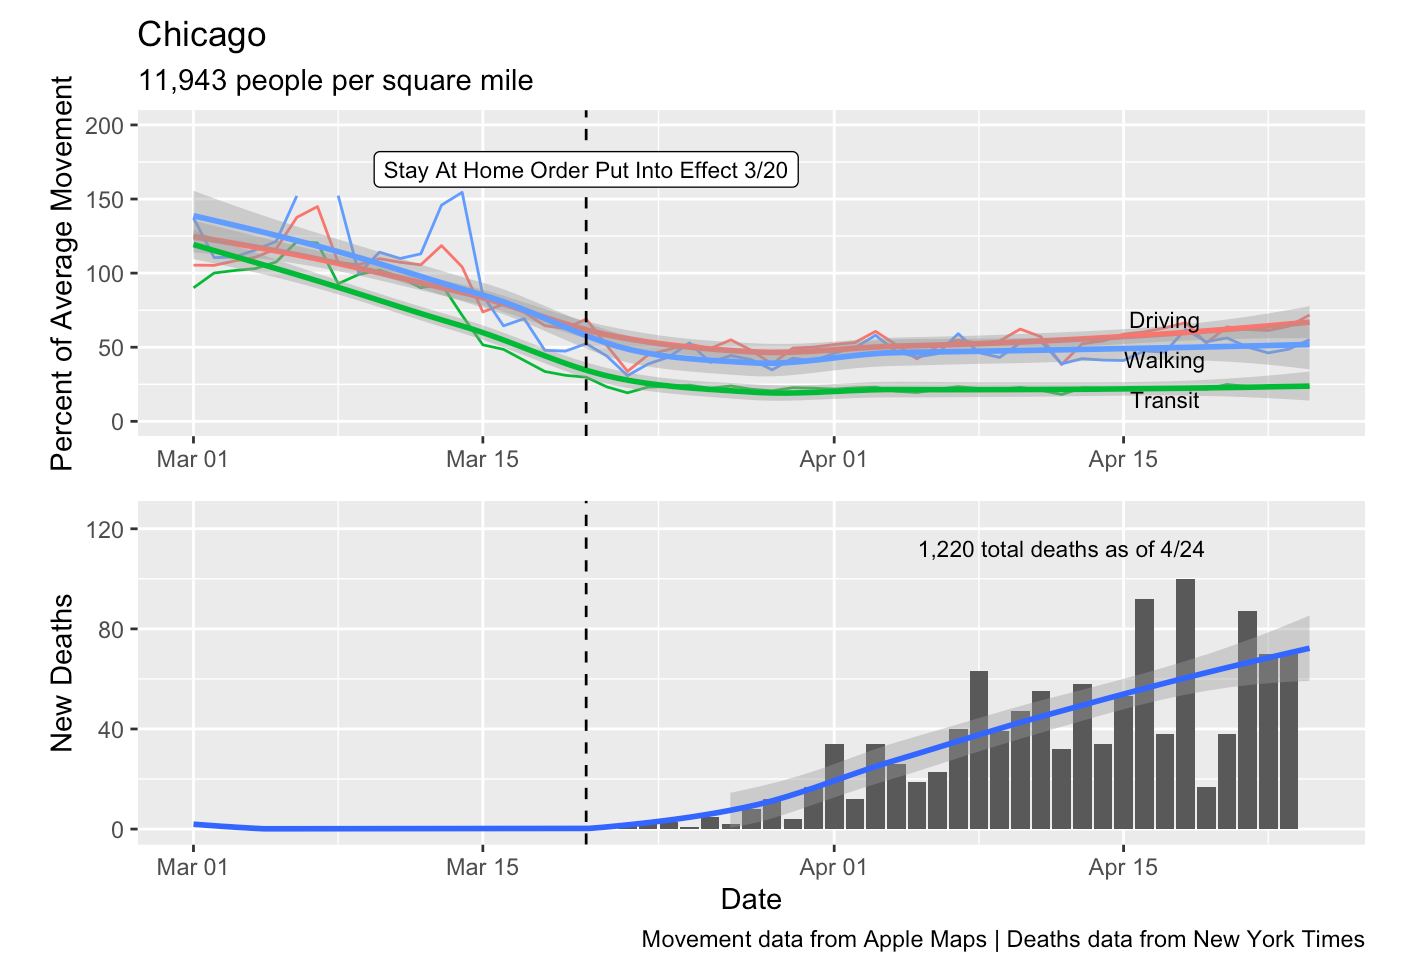 Chicago
11,943 people per square mile
Percent of Average Movement
200
150
100
50
0
Stay At Home Order Put Into Effect 3/20
Driving
Walking
Transit
Mar 01 Mar 15 Apr 01 Apr 15
New Deaths
120
80
40
0
1,220 total deaths as of 4/24
Mar 01 Mar 15 Apr 01 Apr 15
Date
Movement data from Apple Maps | Deaths data from New York Times